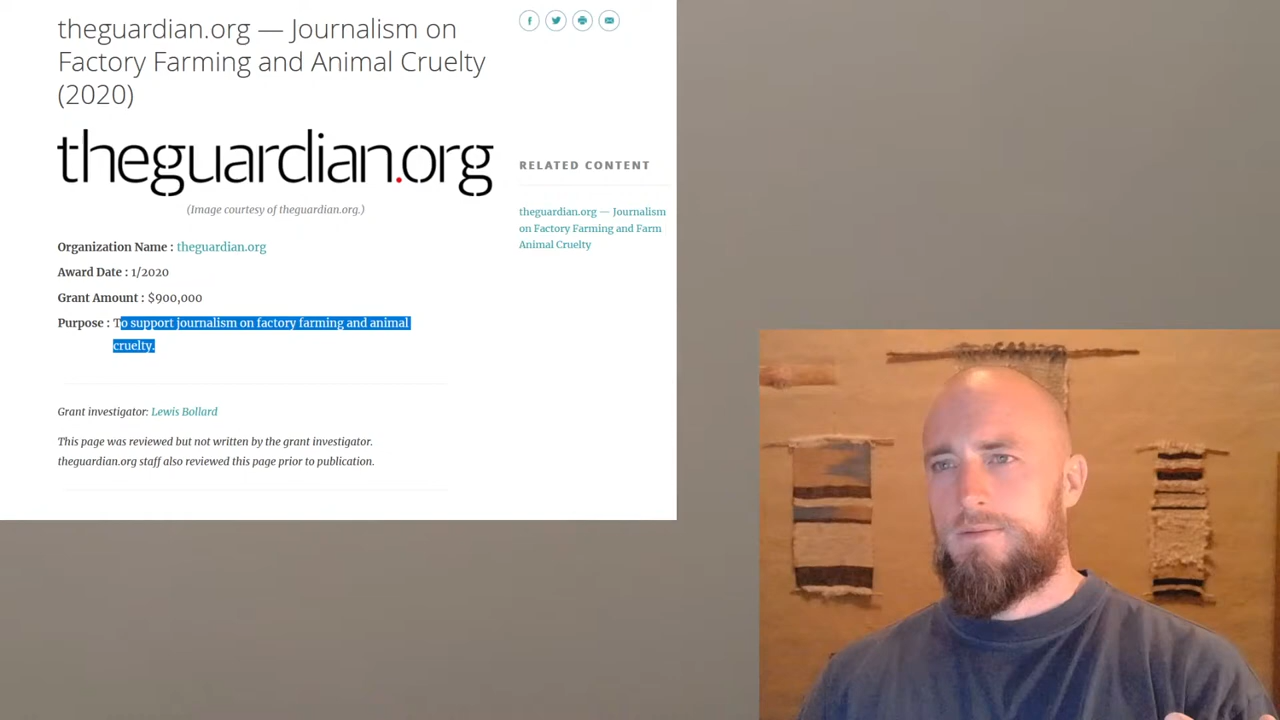 theguardian.org — Journalism on
Factory Farming and Animal Cruelty
(2020)
theguardian.org
(Image courtesy of theguardian.org.)
Organization Name : theguardian.org
Award Date : 1/2020
Grant Amount : $900,000
Purpose : To support journalism on factory farming and animal
cruelty.
Grant investigator: Lewis Bollard
This page was reviewed but not written by the grant investigator.
theguardian.org staff also reviewed this page prior to publication.
RELATED CONTENT
theguardian.org — Journalism
on Factory Farming and Farm
Animal Cruelty